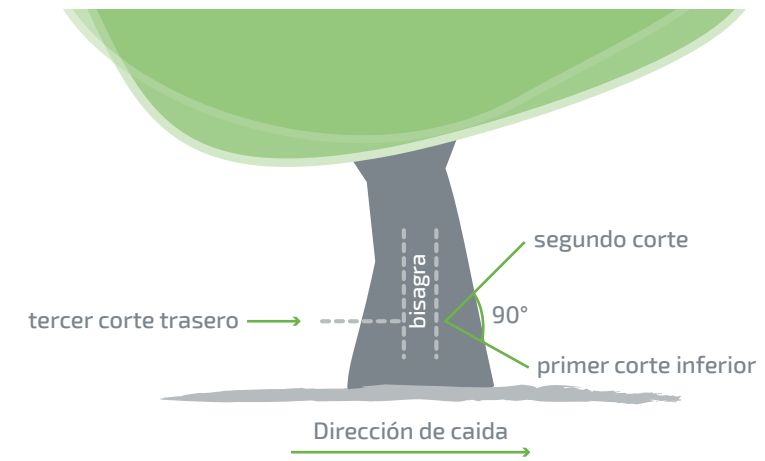 segundo corte
bisagra
90°
tercer corte trasero
primer corte inferior
Dirección de caida